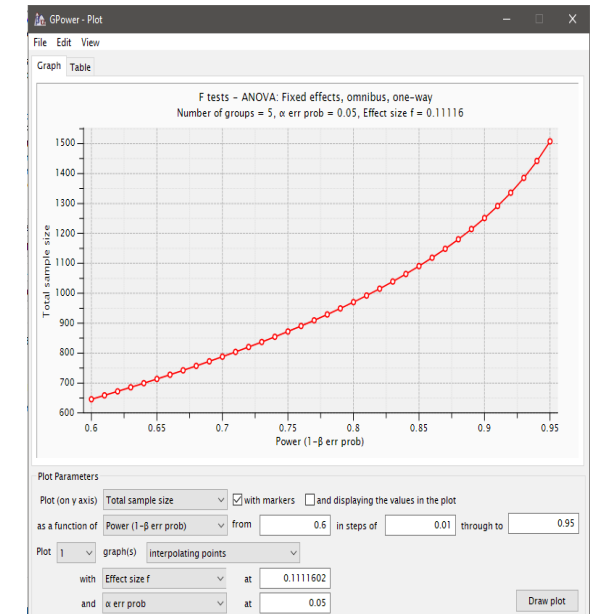 GPower - Plot
File Edit View
Graph Table
F tests - ANOVA: Fixed effects, omnibus, one-way
Number of groups = 5, α err prob = 0.05, Effect size f = 0.11116
1500
1400
1300
1200
1100
1000
900
800
700
600
Total sample size
0.6 0.65 0.7 0.75 0.8 0.85 0.9 0.95
Power (1-β err prob)
Plot Parameters
Plot (on y axis) Total sample size with markers and displaying the values in the plot
as a function of Power (1-β err prob) from 0.6 in steps of 0.01 through to 0.95
Plot 1 graph(s) interpolating points
with Effect size f at 0.1111602
and α err prob at 0.05 Draw plot